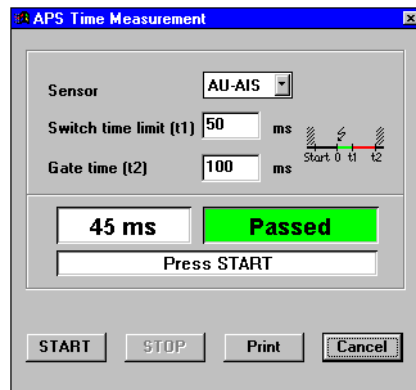 APS Time Measurement
Sensor AU-AIS
Switch time limit (t1) 50 ms
Gate time (t2) 100 ms
Start 0 t1 t2
45 ms Passed
Press START
START STOP Print Cancel